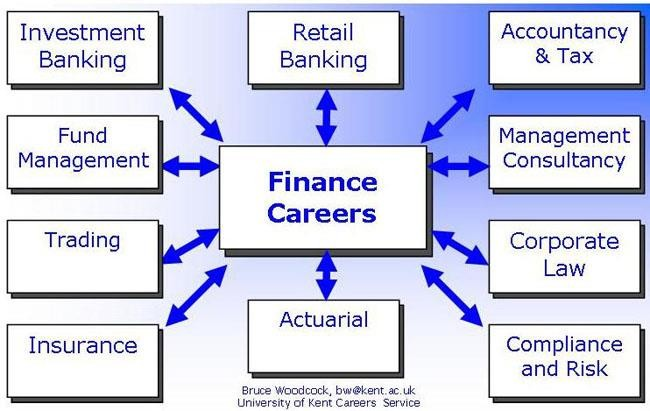 Investment
Banking
Retail
Banking
Accountancy
& Tax
Fund
Management
Management
Consultancy
Finance
Careers
Trading
Corporate
Law
Insurance
Actuarial
Compliance
and Risk
Bruce Woodcock, bw@kent.ac.uk
University of Kent Careers Service